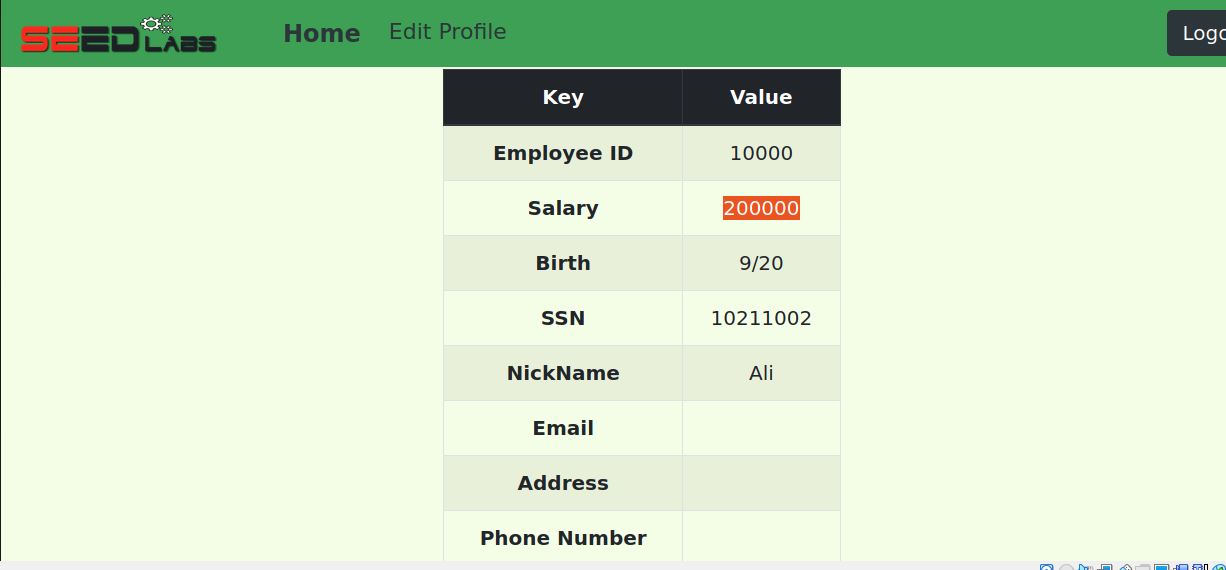 SEED LABS Home Edit Profile
Key Value
Employee ID 10000
Salary 200000
Birth 9/20
SSN 10211002
NickName Ali
Email
Address
Phone Number